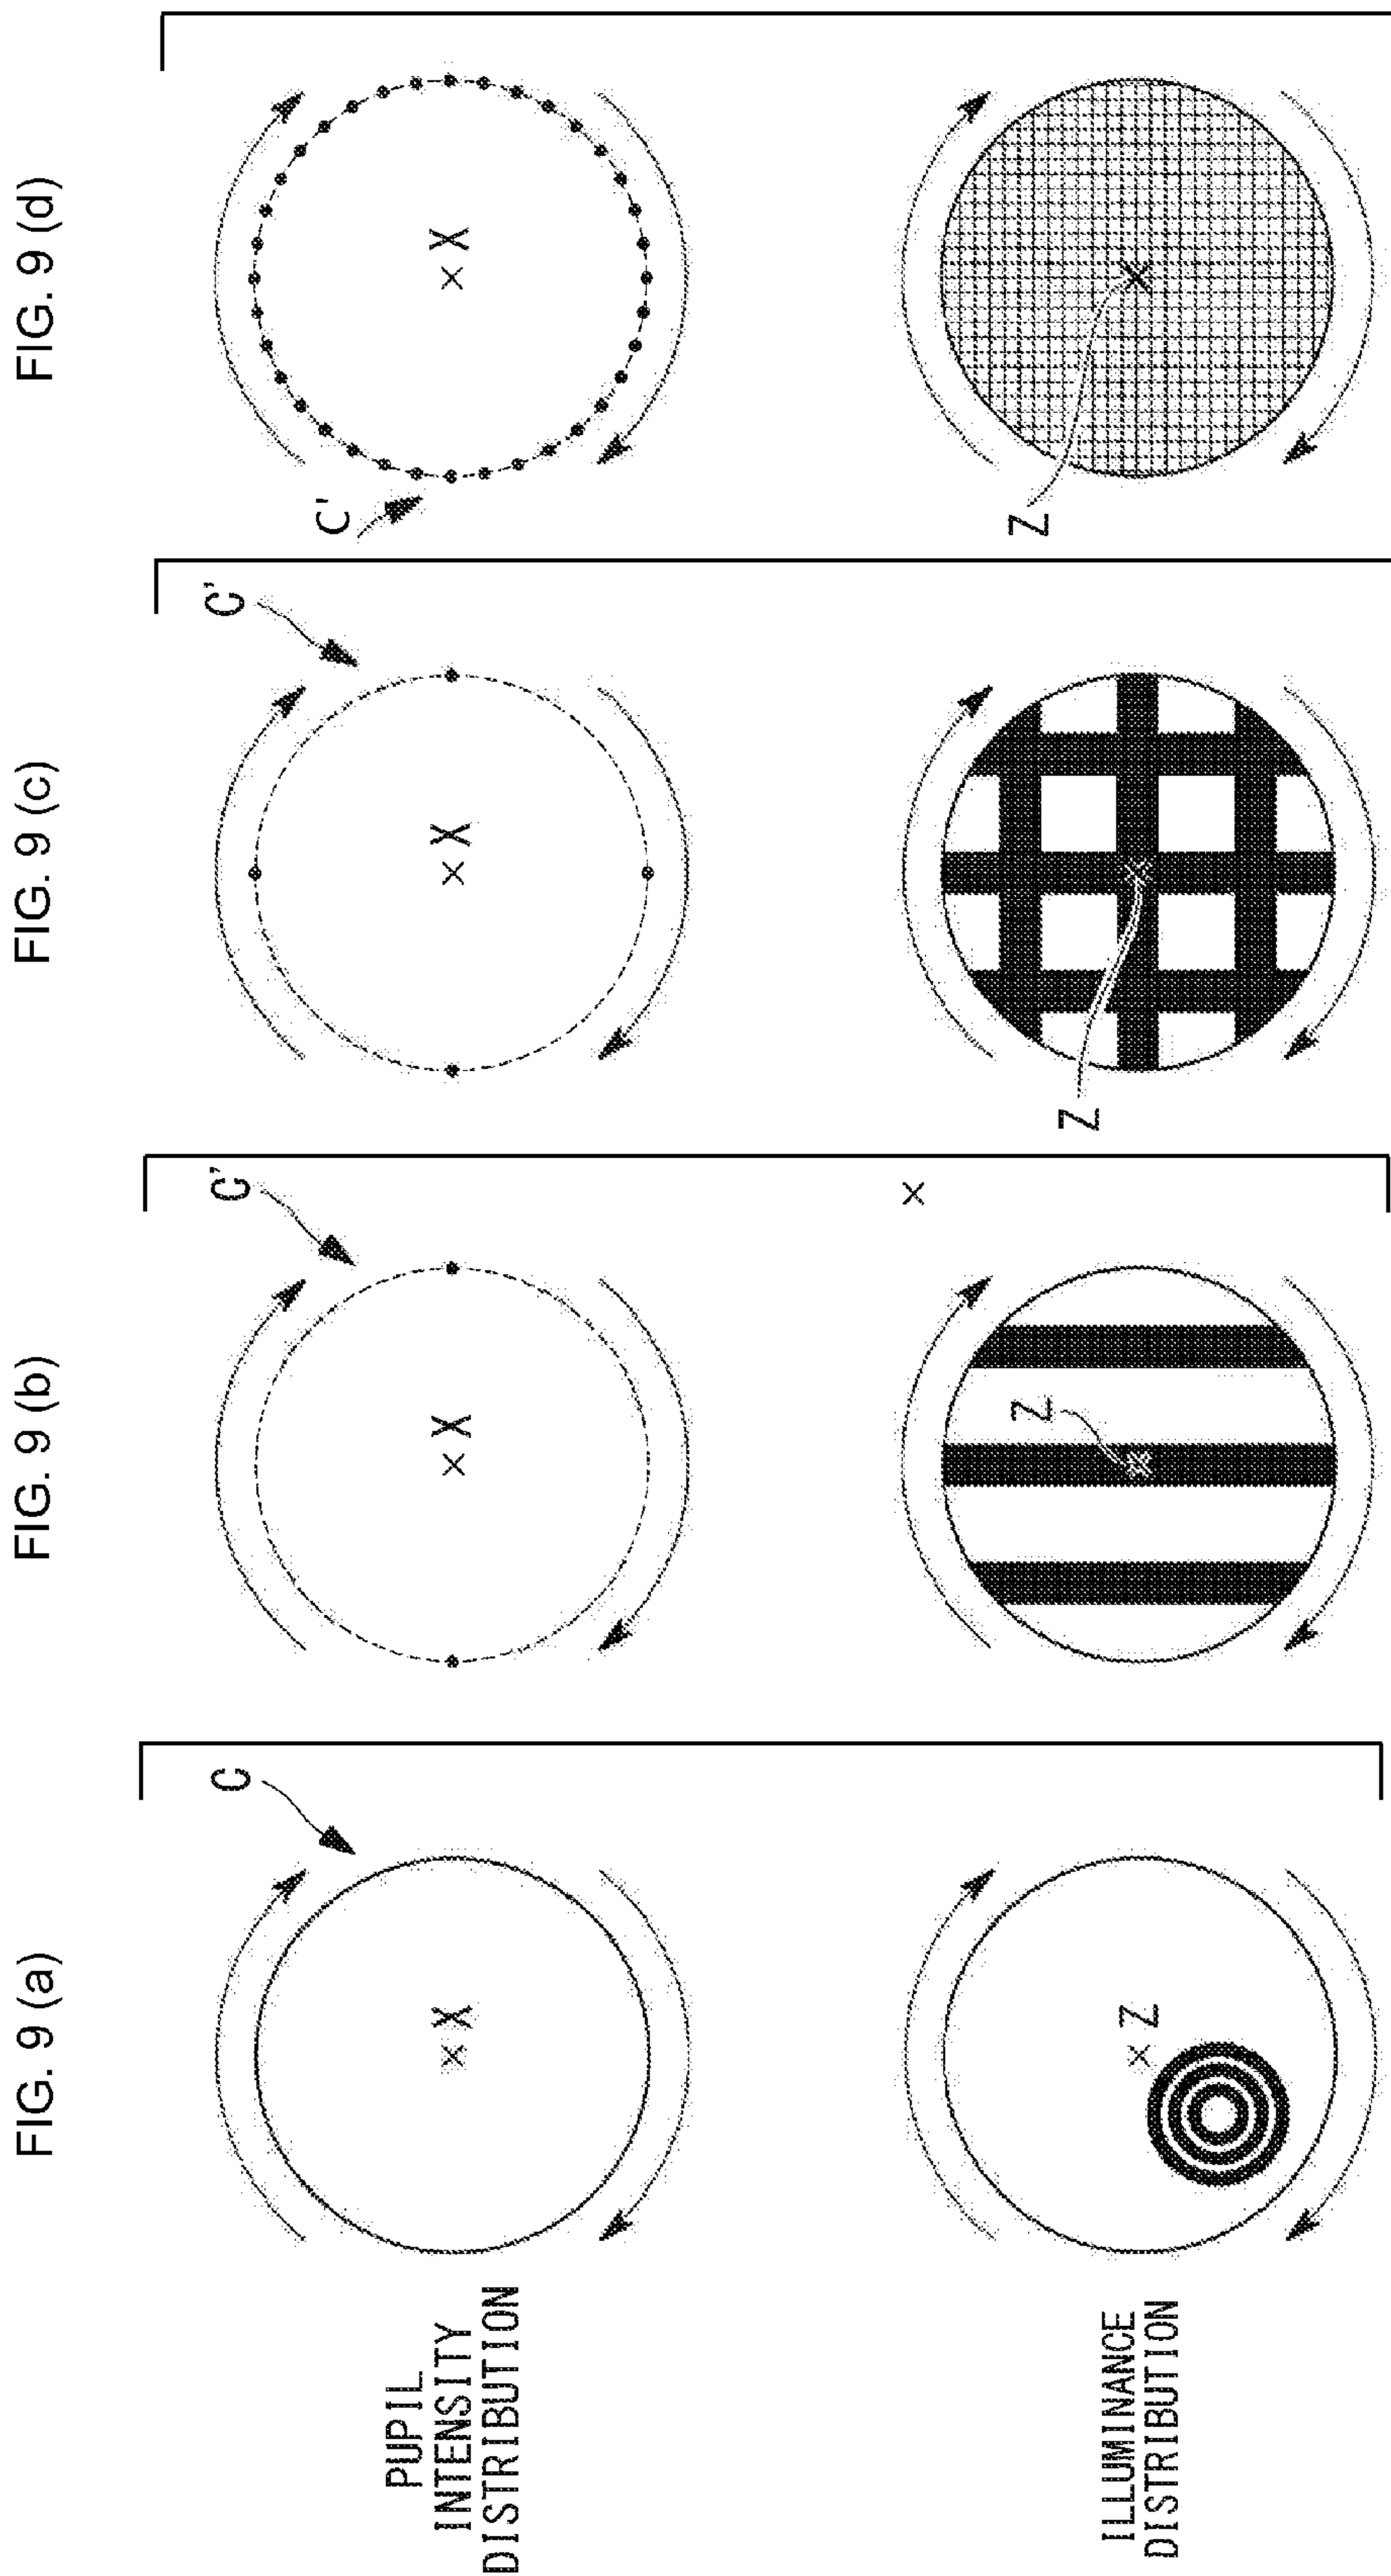 FIG. 9 (a)
FIG. 9 (b)
FIG. 9 (c)
FIG. 9 (d)
PUPIL
INTENSITY
DISTRIBUTION
C
X
C'
X
C'
X
C'
X
ILLUMINANCE
DISTRIBUTION
Z
Z
Z
Z